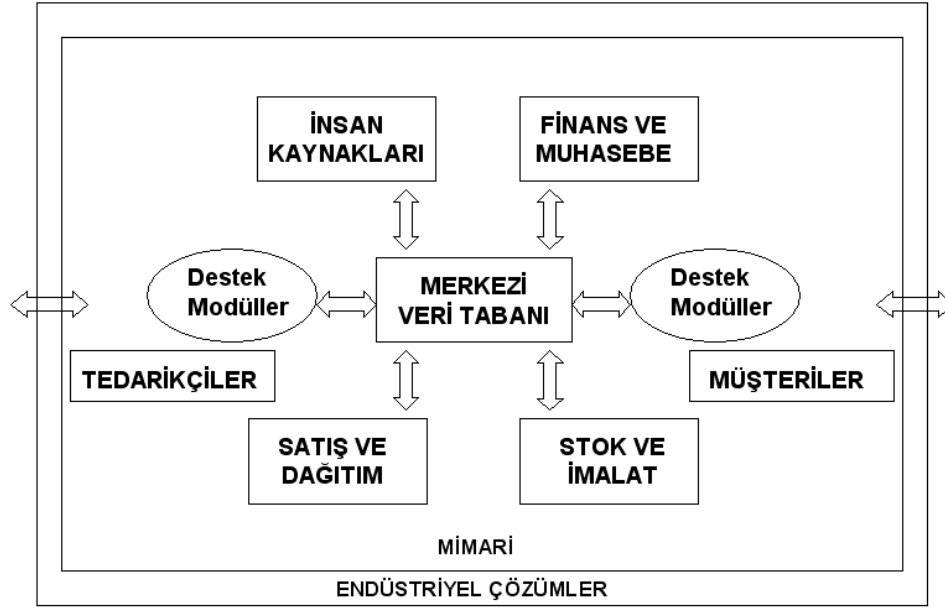 İNSAN
KAYNAKLARI
FİNANS VE
MUHASEBE
Destek
Modüller
MERKEZİ
VERİ TABANI
Destek
Modüller
TEDARİKÇİLER
MÜŞTERİLER
SATIŞ VE
DAĞITIM
STOK VE
İMALAT
MİMARİ
ENDÜSTRİYEL ÇÖZÜMLER